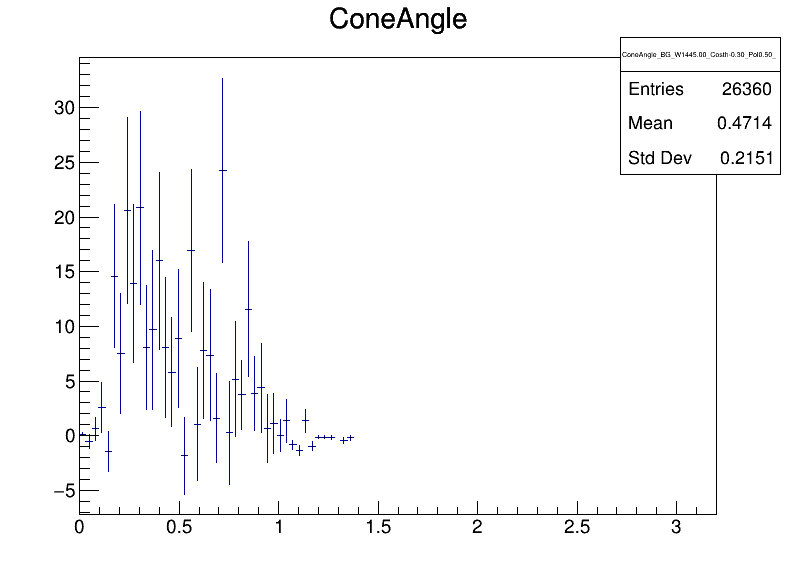 ConeAngle
ConeAngle_BG_W1445.00_Costh-0.30_Pol0.50_
Entries 26360
Mean 0.4714
Std Dev 0.2151
30
25
20
15
10
5
0
−5
0 0.5 1 1.5 2 2.5 3